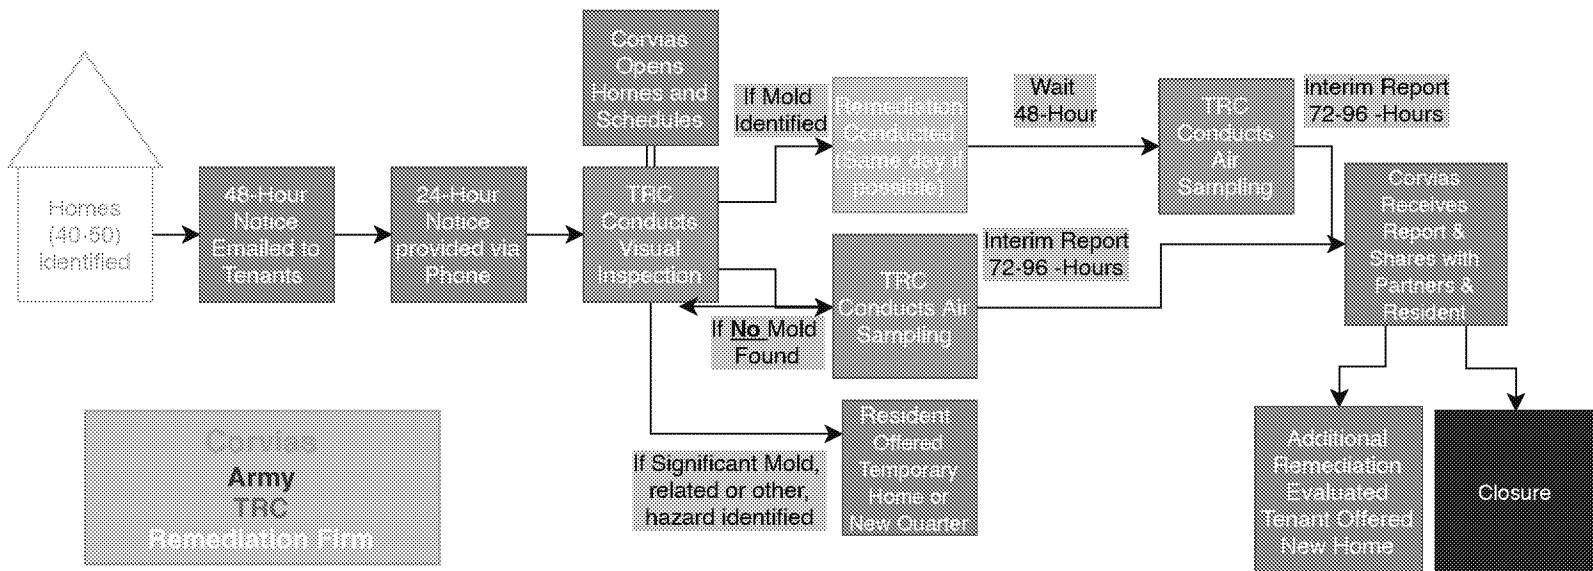 Homes
(40-50)
identified
48-Hour
Notice
Emailed to
Tenants
24-Hour
Notice
provided via
Phone
Corvias
Opens
Homes and
Schedules
TRC
Conducts
Visual
Inspection
If Mold
Identified
Remediation
Conducted
(Same day if
possible)
Wait
48-Hour
TRC
Conducts
Air
Sampling
Interim Report
72-96 -Hours
If No Mold
Found
TRC
Conducts Air
Sampling
Interim Report
72-96 -Hours
If Significant Mold,
related or other,
hazard identified
Resident
Offered
Temporary
Home or
New Quarter
Corvias
Receives
Report &
Shares with
Partners &
Resident
Additional
Remediation
Evaluated
Tenant Offered
New Home
Closure
Corvias
Army
TRC
Remediation Firm